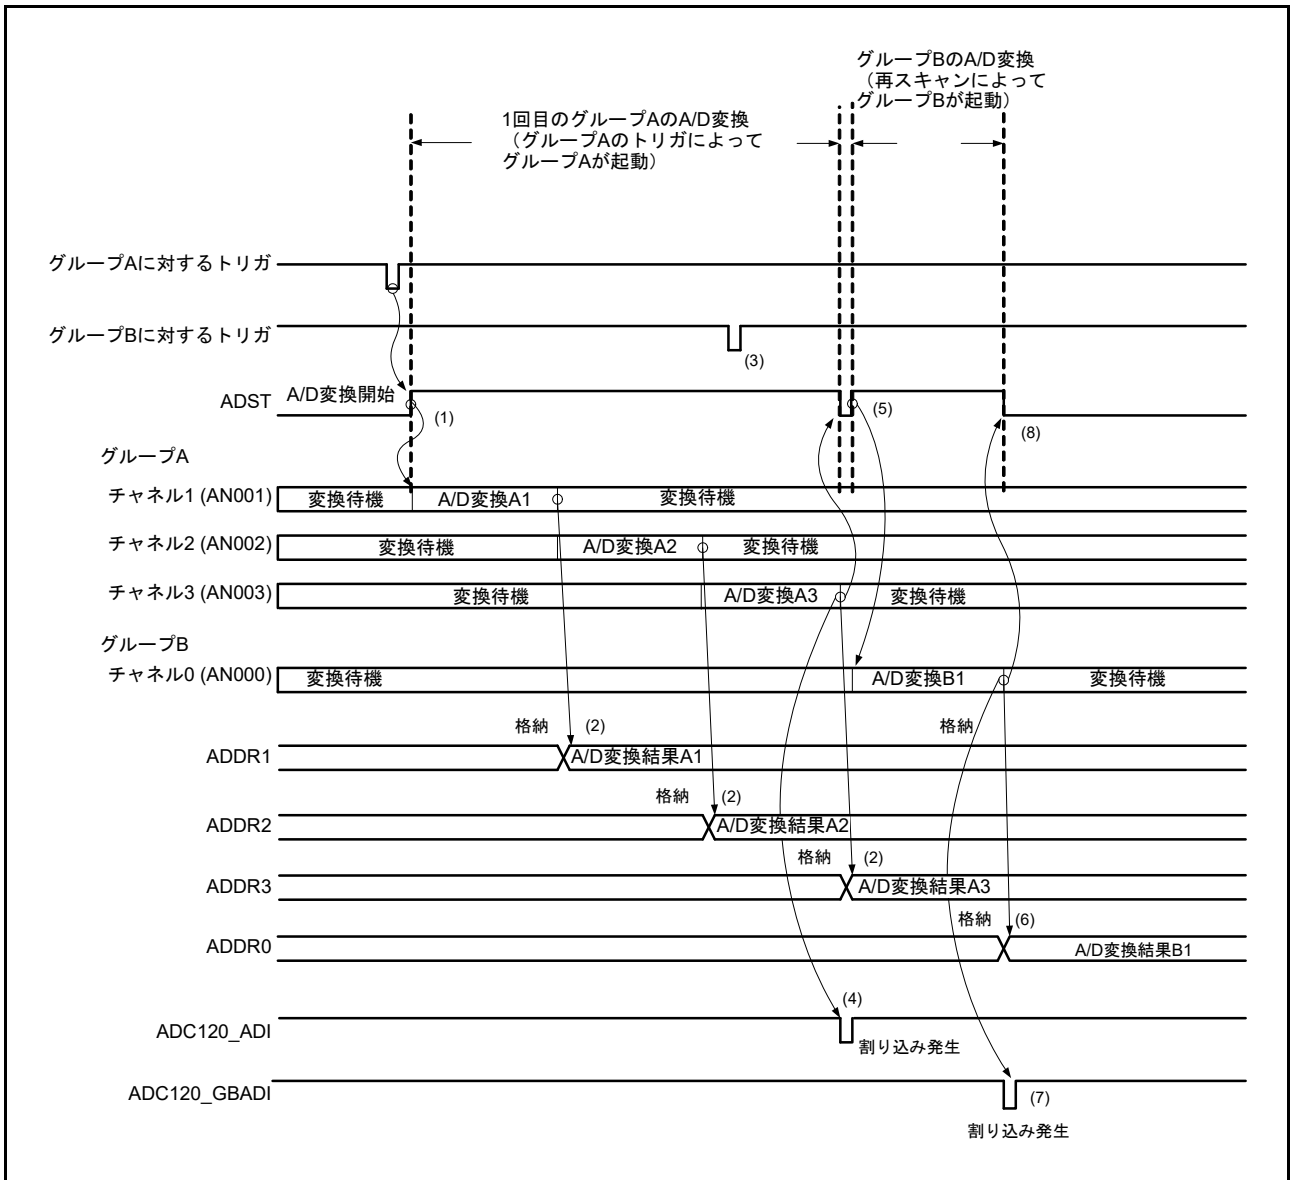 グループBのA/D変換
（再スキャンによって
グループBが起動）
1回目のグループAのA/D変換
（グループAのトリガによって
グループAが起動）
グループAに対するトリガ
グループBに対するトリガ
(3)
ADST
A/D変換開始
(1)
(5)
(8)
グループA
チャネル1 (AN001)
変換待機
A/D変換A1
変換待機
チャネル2 (AN002)
変換待機
A/D変換A2
変換待機
チャネル3 (AN003)
変換待機
A/D変換A3
変換待機
グループB
チャネル0 (AN000)
変換待機
A/D変換B1
変換待機
格納
(2)
格納
ADDR1
A/D変換結果A1
格納
(2)
ADDR2
A/D変換結果A2
格納
(2)
ADDR3
A/D変換結果A3
格納
(6)
ADDR0
A/D変換結果B1
(4)
ADC120_ADI
割り込み発生
ADC120_GBADI
(7)
割り込み発生